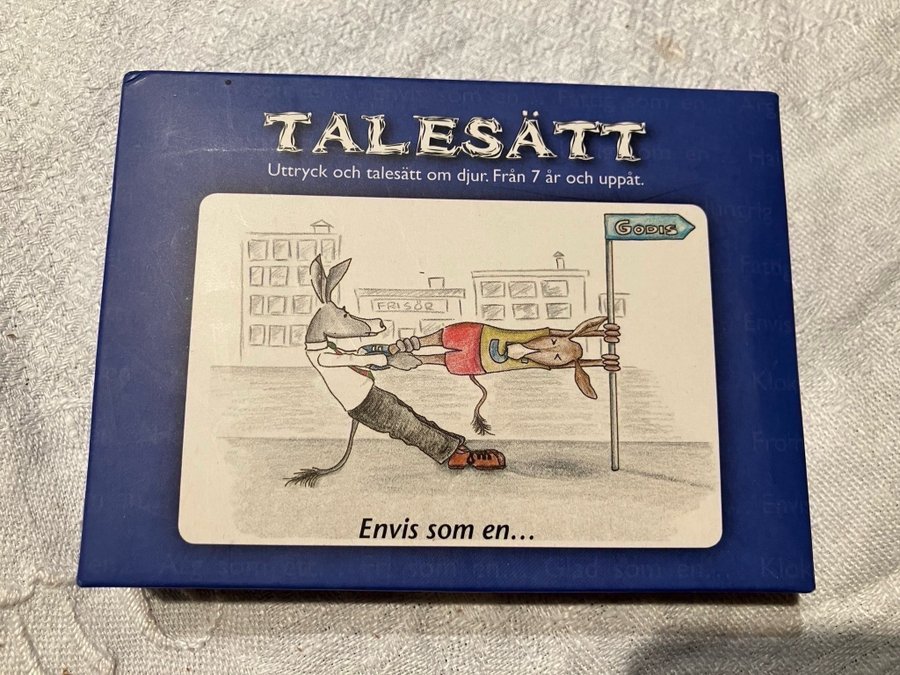 TALESÄTT
Uttryck och talesätt om djur. Från 7 år och uppåt.
GODIS
FRISÖR
Envis som en...